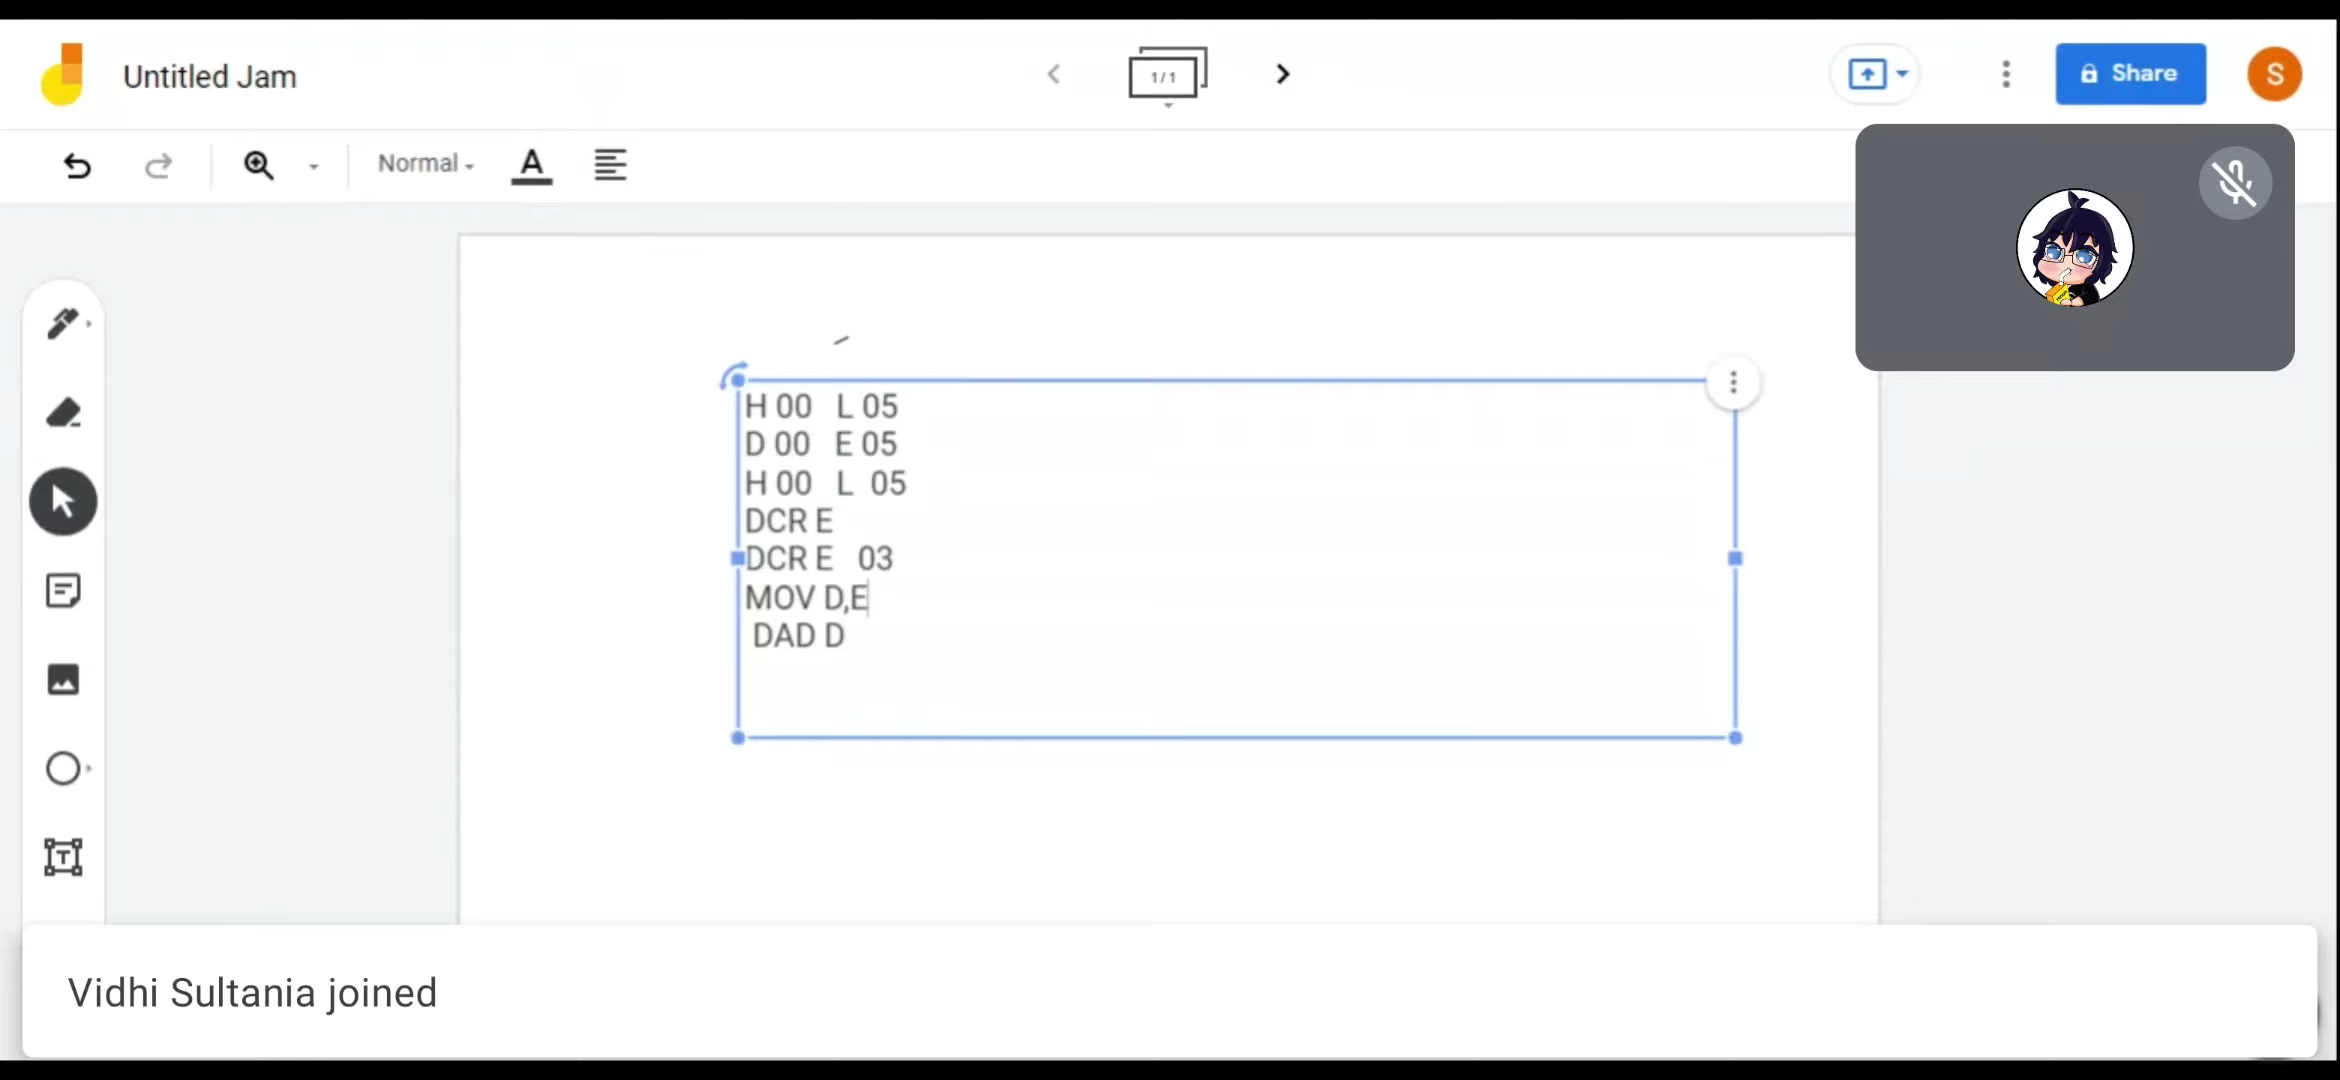 Untitled Jam
1/1
Share
S
Normal
A
H 00 L 05
D 00 E 05
H 00 L 05
DCR E
DCR E 03
MOV D,E
DAD D
T
Vidhi Sultania joined